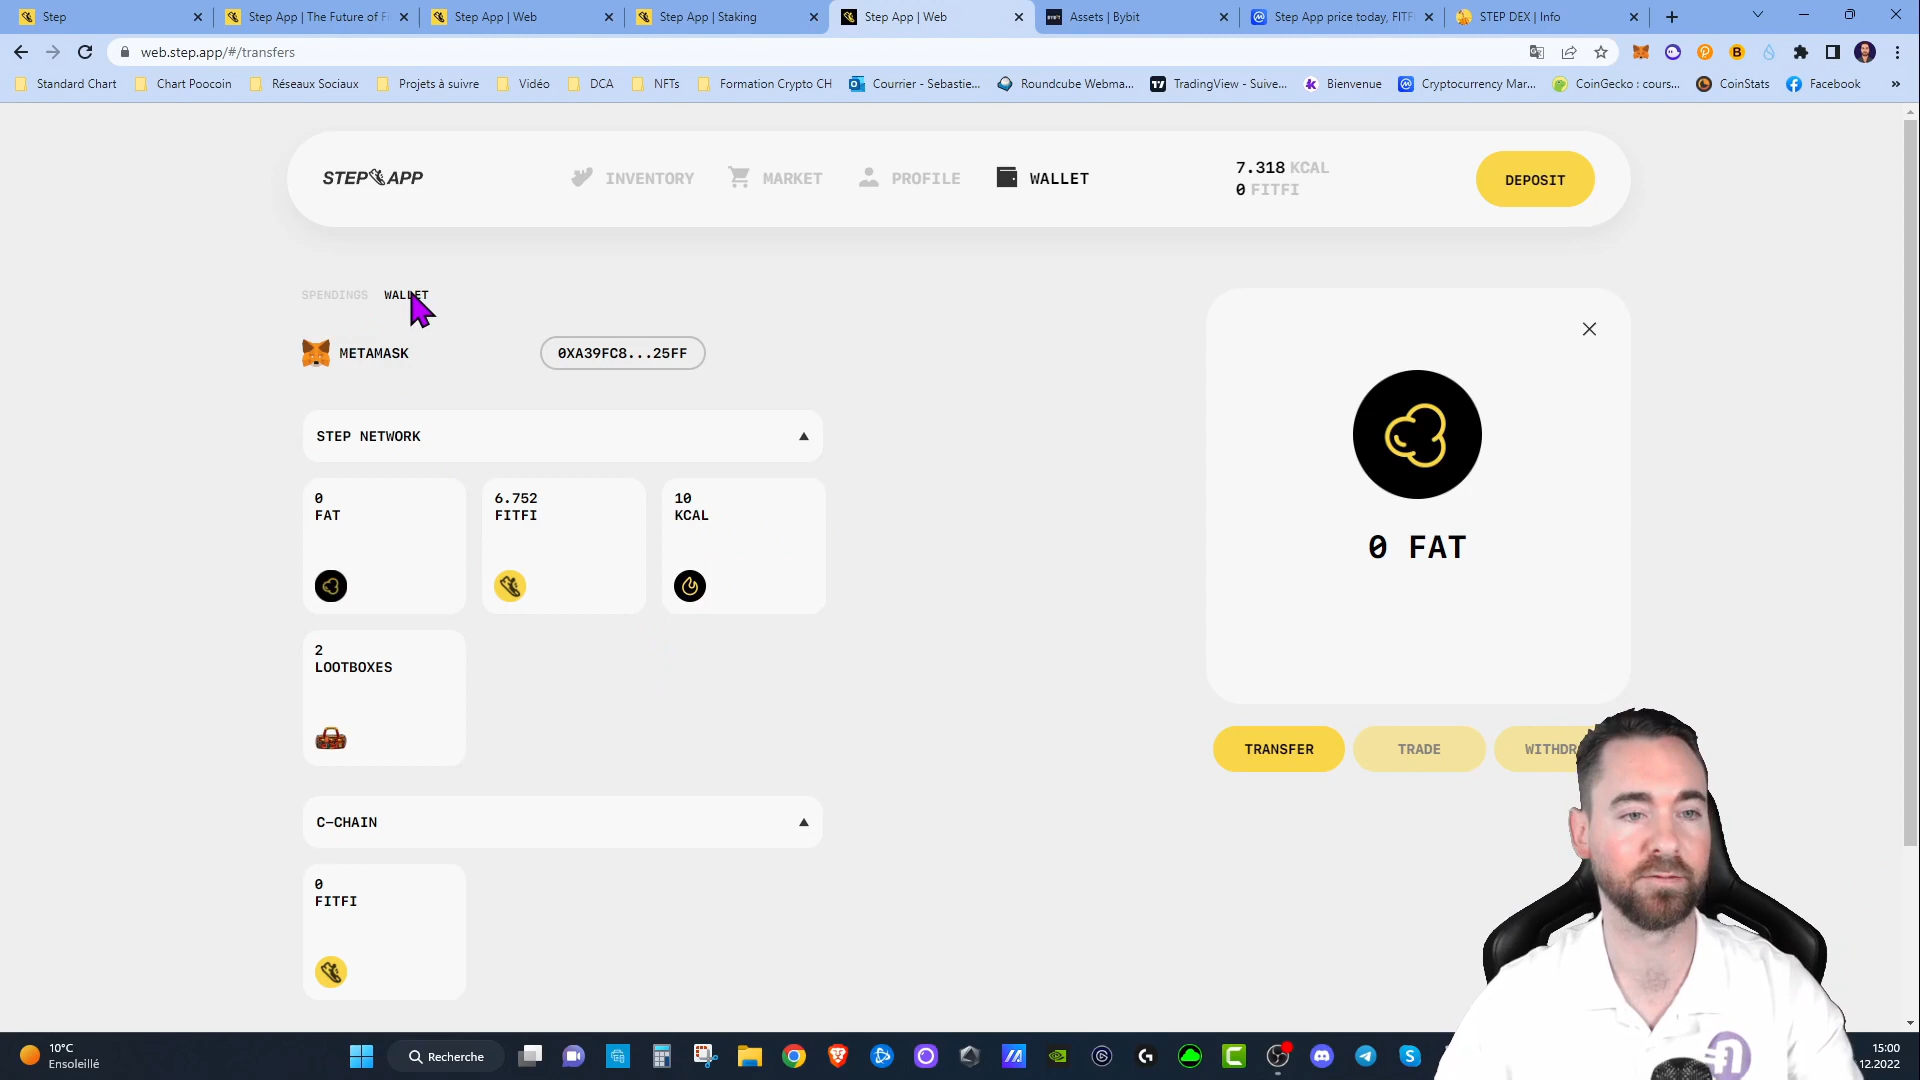 Step
Step App | The Future of Fi
Step App | Web
Step App | Staking
Step App | Web
Assets | Bybit
Step App price today, FITF
STEP DEX | Info
web.step.app/#/transfers
Standard Chart
Chart Poocoin
Réseaux Sociaux
Projets à suivre
Vidéo
DCA
NFTs
Formation Crypto CH
Courrier - Sebastie...
Roundcube Webma...
TradingView - Suive...
Bienvenue
Cryptocurrency Mar...
CoinGecko : cours...
CoinStats
Facebook
»
STEP APP
INVENTORY
MARKET
PROFILE
WALLET
7.318 KCAL
0 FITFI
DEPOSIT
SPENDINGS
WALLET
METAMASK
0XA39FC8...25FF
STEP NETWORK
0
FAT
6.752
FITFI
10
KCAL
2
LOOTBOXES
C-CHAIN
0
FITFI
0 FAT
TRANSFER
TRADE
WITHDR
10°C
Ensoleillé
Recherche
15:00
12.2022